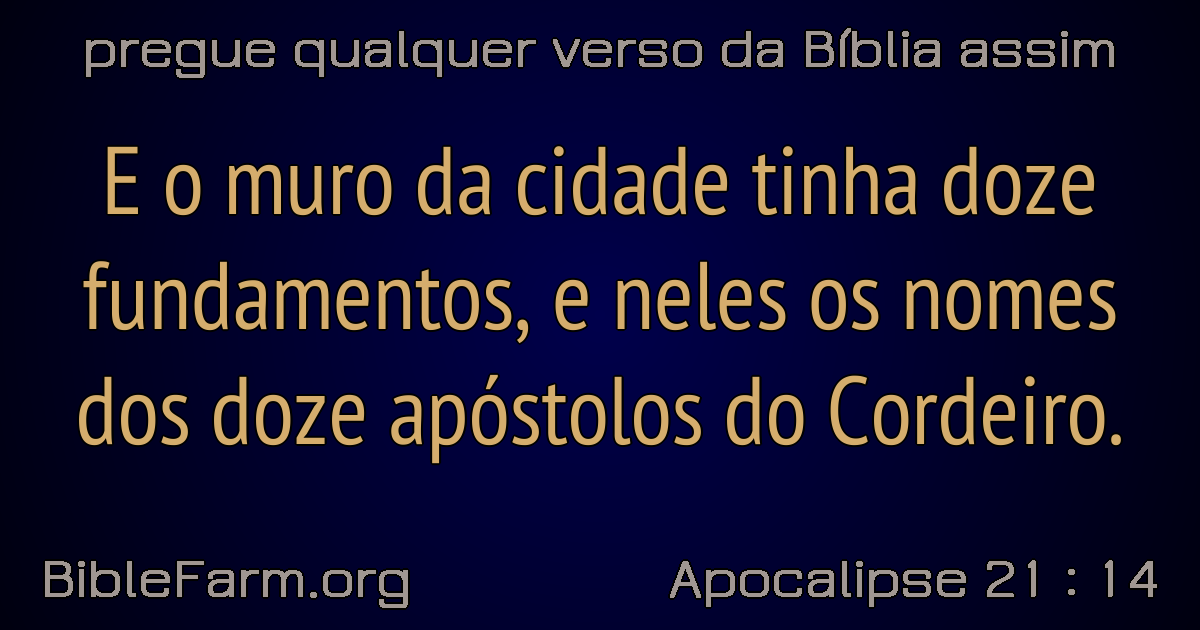 pregue qualquer verso da Bíblia assim
E o muro da cidade tinha doze
fundamentos, e neles os nomes
dos doze apóstolos do Cordeiro.
BibleFarm.org
Apocalipse 21 : 14